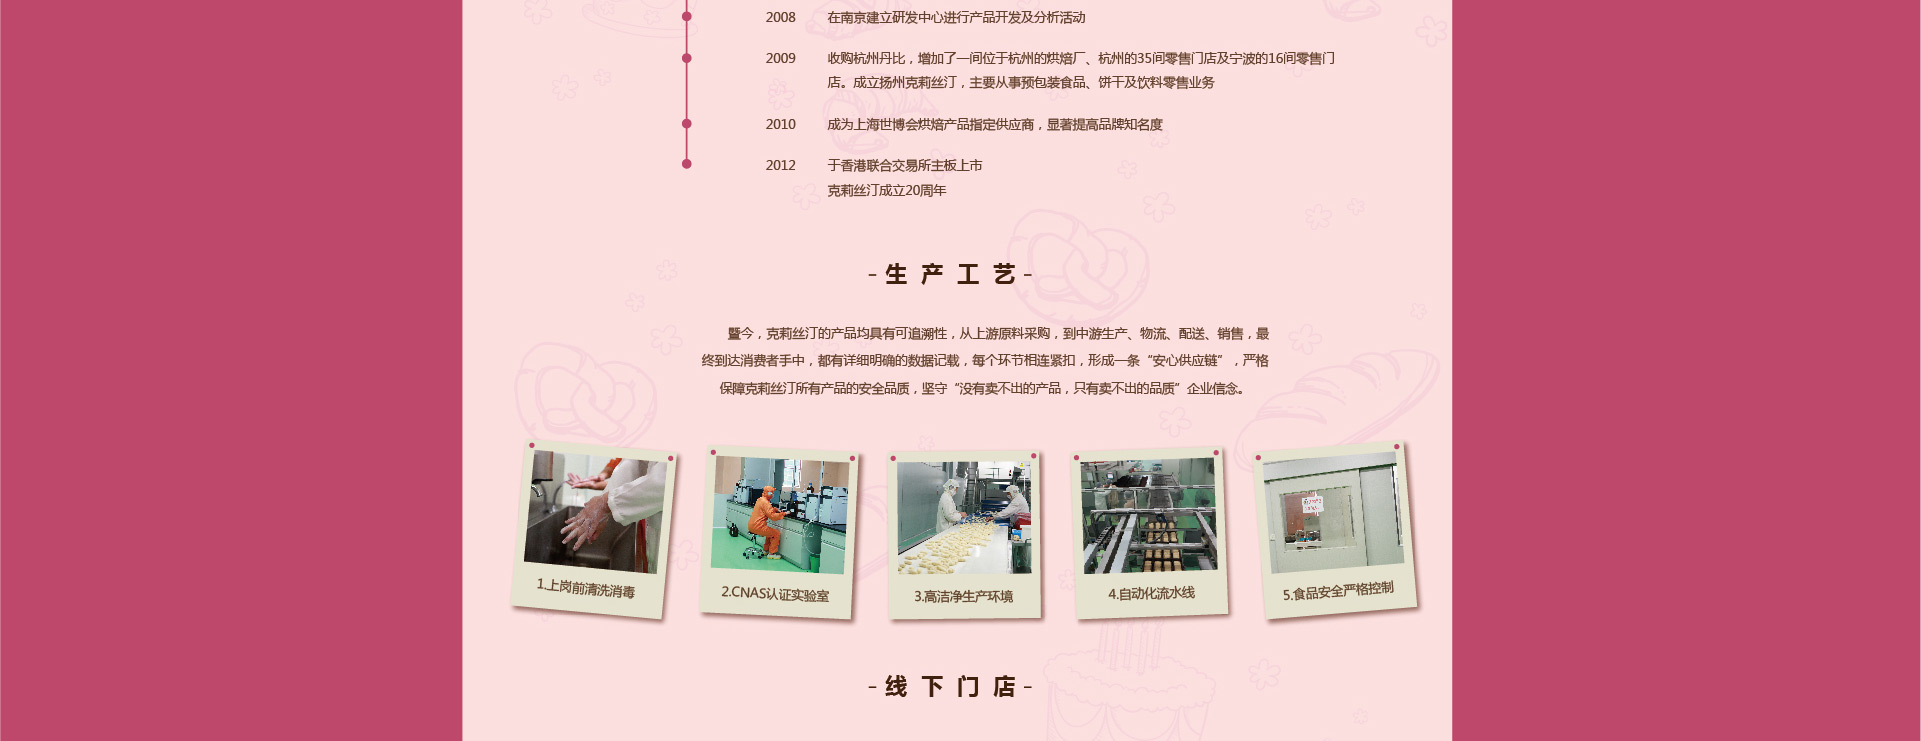 2008 在南京建立研发中心进行产品开发及分析活动
2009 收购杭州丹比，增加了一间位于杭州的烘焙厂、杭州的35间零售门店及宁波的16间零售门
店。成立扬州克莉丝汀，主要从事预包装食品、饼干及饮料零售业务
2010 成为上海世博会烘焙产品指定供应商，显著提高品牌知名度
2012 于香港联合交易所主板上市
克莉丝汀成立20周年
- 生产工艺 -
暨今，克莉丝汀的产品均具有可追溯性，从上游原料采购，到中游生产、物流、配送、销售，最
终到达消费者手中，都有详细明确的数据记载，每个环节相连紧扣，形成一条“安心供应链”，严格
保障克莉丝汀所有产品的安全品质，坚守“没有卖不出的产品，只有卖不出的品质”企业信念。
1.上岗前清洗消毒
2.CNAS认证实验室
3.高洁净生产环境
4.自动化流水线
5.食品安全严格控制
- 线下门店 -